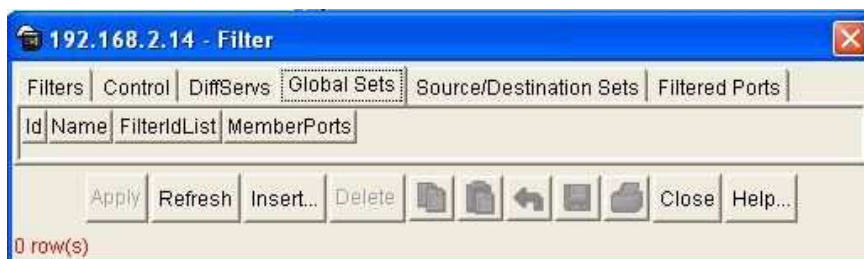 192.168.2.14 - Filter
Filters Control DiffServs Global Sets Source/Destination Sets Filtered Ports
Id Name FilterIdList MemberPorts
Apply Refresh Insert... Delete Close Help...
0 row(s)